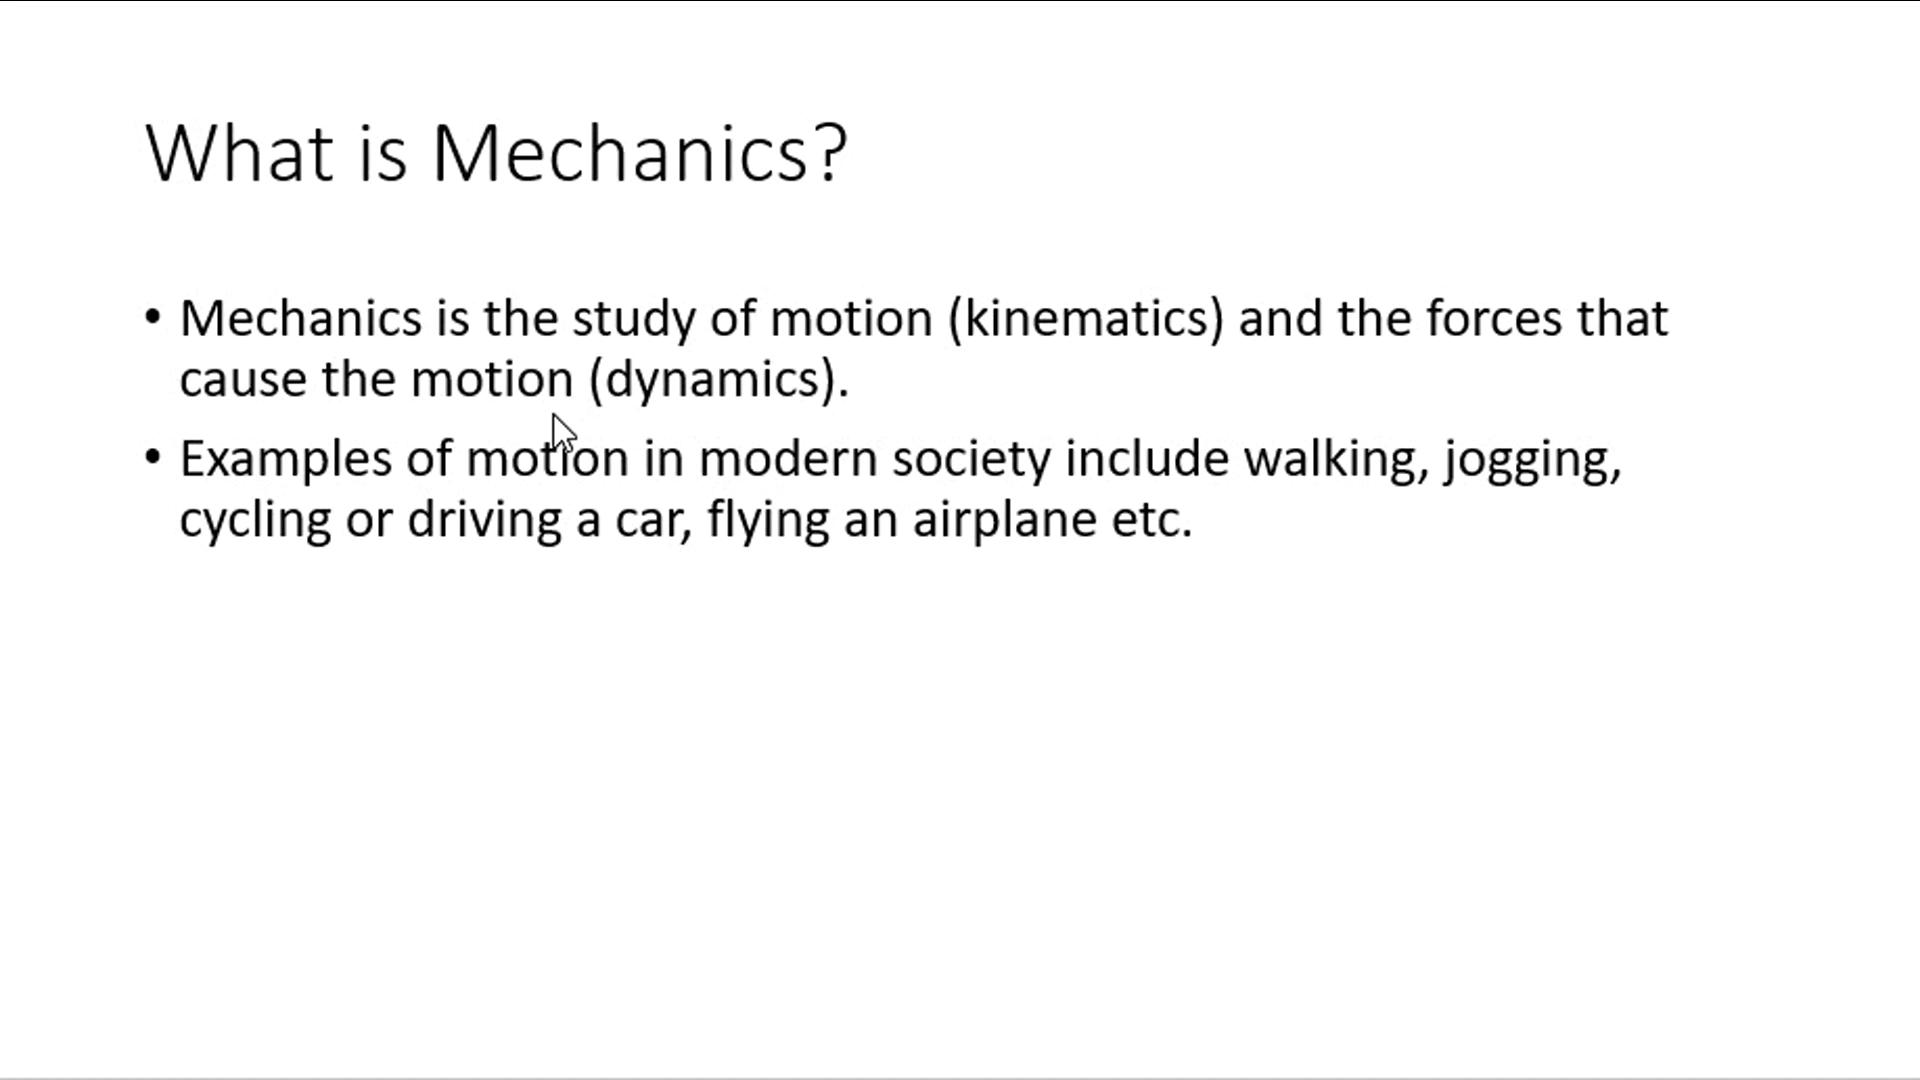 What is Mechanics?
• Mechanics is the study of motion (kinematics) and the forces that
cause the motion (dynamics).
• Examples of motion in modern society include walking, jogging,
cycling or driving a car, flying an airplane etc.